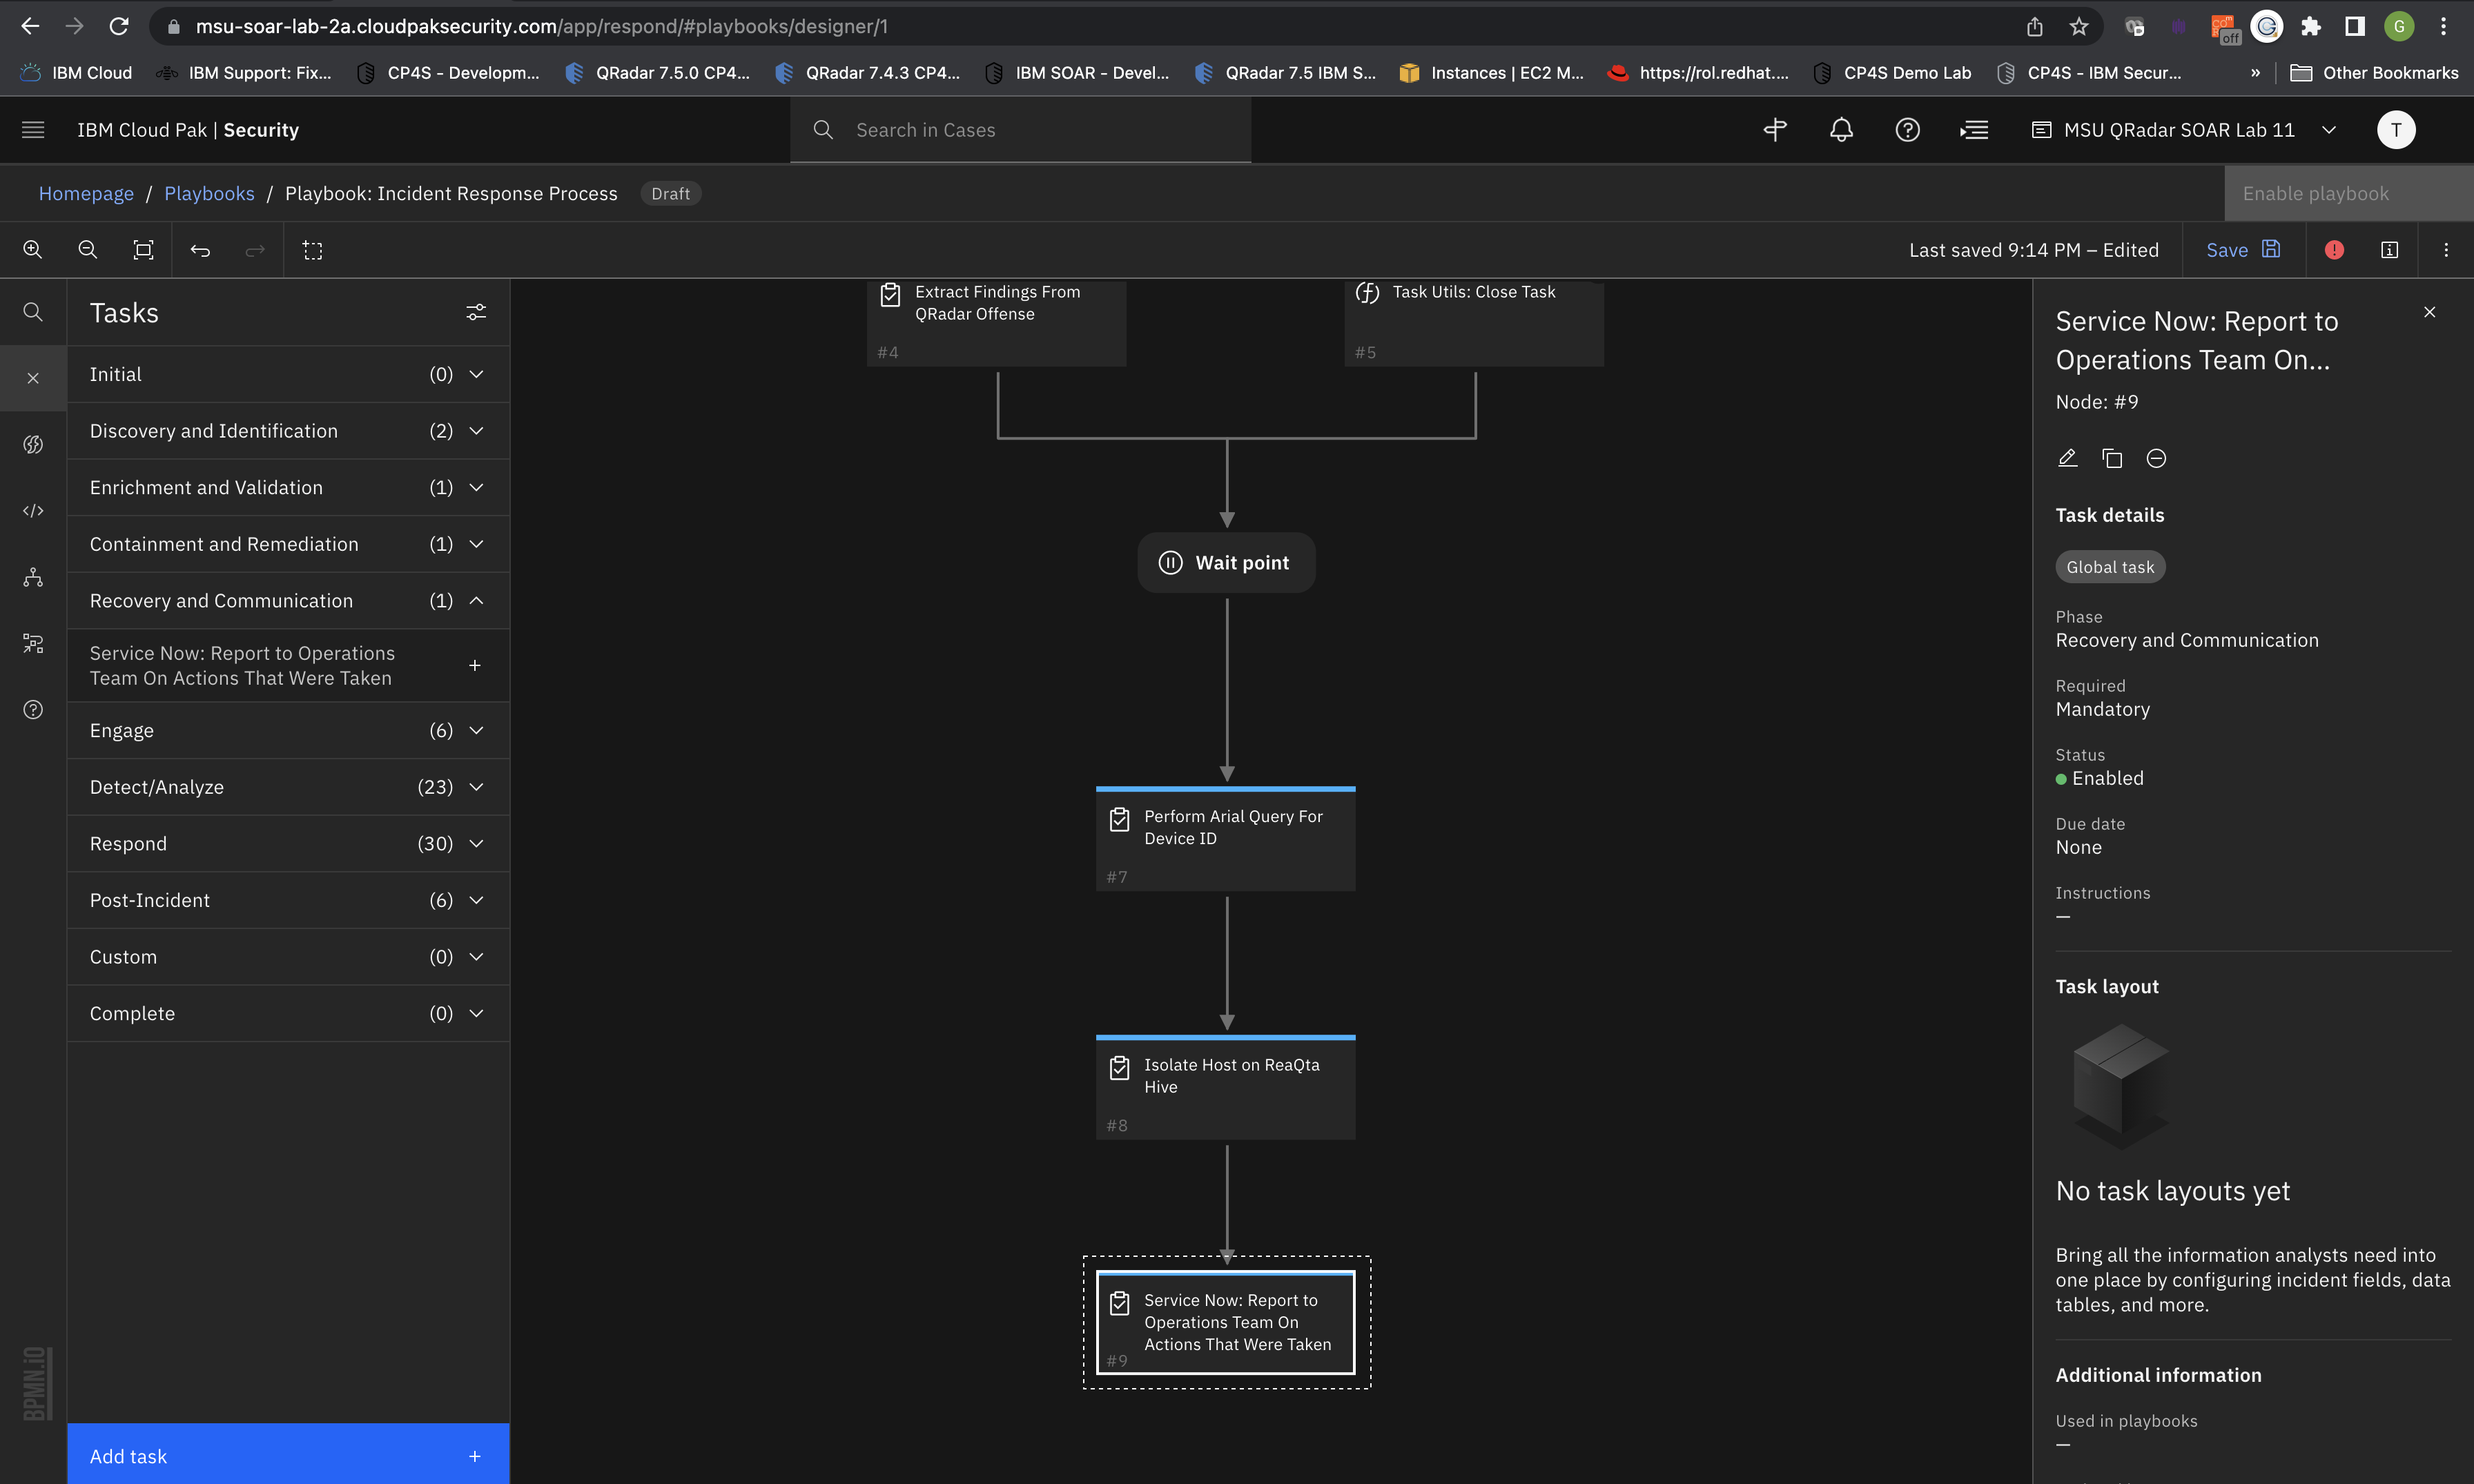 msu-soar-lab-2a.cloudpaksecurity.com/app/respond/#playbooks/designer/1
off
G
IBM Cloud
IBM Support: Fix...
CP4S - Developm...
QRadar 7.5.0 CP4...
QRadar 7.4.3 CP4...
IBM SOAR - Devel...
QRadar 7.5 IBM S...
Instances | EC2 M...
https://rol.redhat....
CP4S Demo Lab
CP4S - IBM Secur...
»
Other Bookmarks
IBM Cloud Pak | Security
Search in Cases
MSU QRadar SOAR Lab 11
T
Homepage / Playbooks / Playbook: Incident Response Process
Draft
Enable playbook
Last saved 9:14 PM – Edited
Save
Tasks
Initial (0)
Discovery and Identification (2)
Enrichment and Validation (1)
Containment and Remediation (1)
Recovery and Communication (1)
Service Now: Report to Operations
Team On Actions That Were Taken
Engage (6)
Detect/Analyze (23)
Respond (30)
Post-Incident (6)
Custom (0)
Complete (0)
Add task
BPMN.iO
Extract Findings From
QRadar Offense
#4
Task Utils: Close Task
#5
Wait point
Perform Arial Query For
Device ID
#7
Isolate Host on ReaQta
Hive
#8
Service Now: Report to
Operations Team On
Actions That Were Taken
#9
Service Now: Report to
Operations Team On...
Node: #9
Task details
Global task
Phase
Recovery and Communication
Required
Mandatory
Status
Enabled
Due date
None
Instructions
—
Task layout
No task layouts yet
Bring all the information analysts need into
one place by configuring incident fields, data
tables, and more.
Additional information
Used in playbooks
—